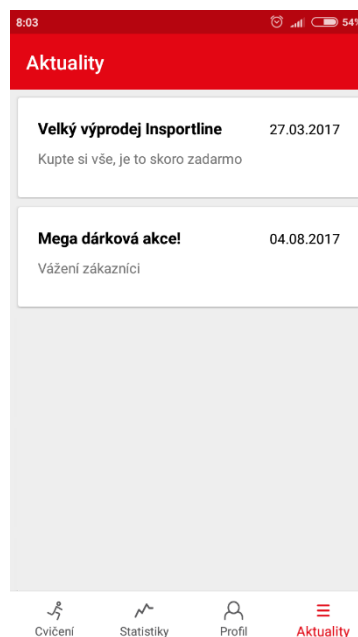 8:03 54%
Aktuality
Velký výprodej Insportline 27.03.2017
Kupte si vše, je to skoro zadarmo
Mega dárková akce! 04.08.2017
Vážení zákazníci
Cvičení Statistiky Profil Aktuality